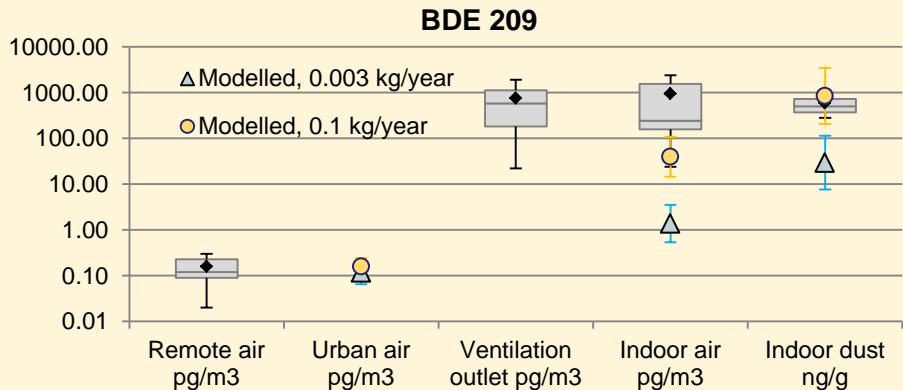 BDE 209
10000.00
1000.00
100.00
10.00
1.00
0.10
0.01
Modelled, 0.003 kg/year
Modelled, 0.1 kg/year
Remote air
pg/m3
Urban air
pg/m3
Ventilation
outlet pg/m3
Indoor air
pg/m3
Indoor dust
ng/g